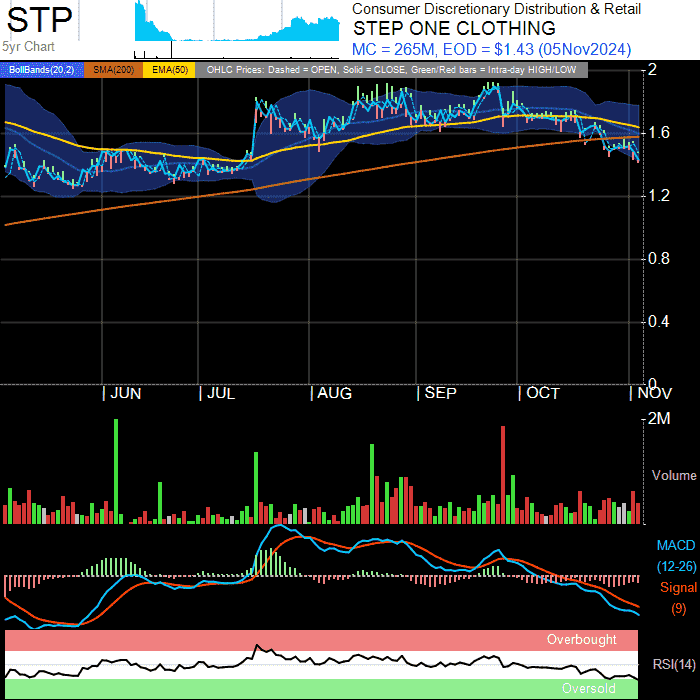 STP
5yr Chart
Consumer Discretionary Distribution & Retail
STEP ONE CLOTHING
MC = 265M, EOD = $1.43 (05Nov2024)
BollBands(20,2) SMA(200) EMA(50) OHLC Prices: Dashed = OPEN, Solid = CLOSE, Green/Red bars = Intra-day HIGH/LOW
2
1.6
1.2
0.8
0.4
0
JUN JUL AUG SEP OCT NOV
2M
Volume
MACD
(12-26)
Signal
(9)
Overbought
RSI(14)
Oversold